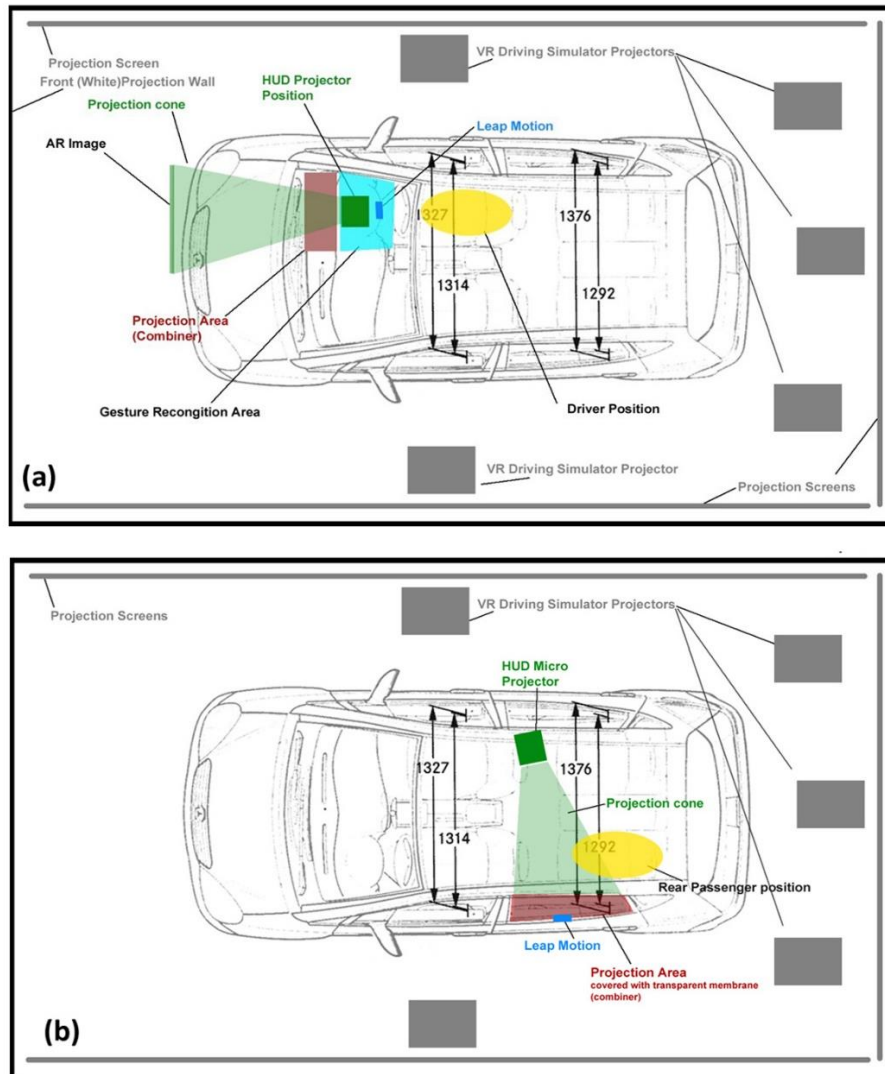 Projection Screen
Front (White)Projection Wall
Projection cone
AR Image
HUD Projector
Position
VR Driving Simulator Projectors
Leap Motion
1327
1314
1376
1292
Projection Area
(Combiner)
Gesture Recongition Area
Driver Position
(a)
VR Driving Simulator Projector
Projection Screens
Projection Screens
VR Driving Simulator Projectors
HUD Micro
Projector
1327
1314
1376
Projection cone
1292
Rear Passenger position
Leap Motion
Projection Area
covered with transparent membrane
(combiner)
(b)